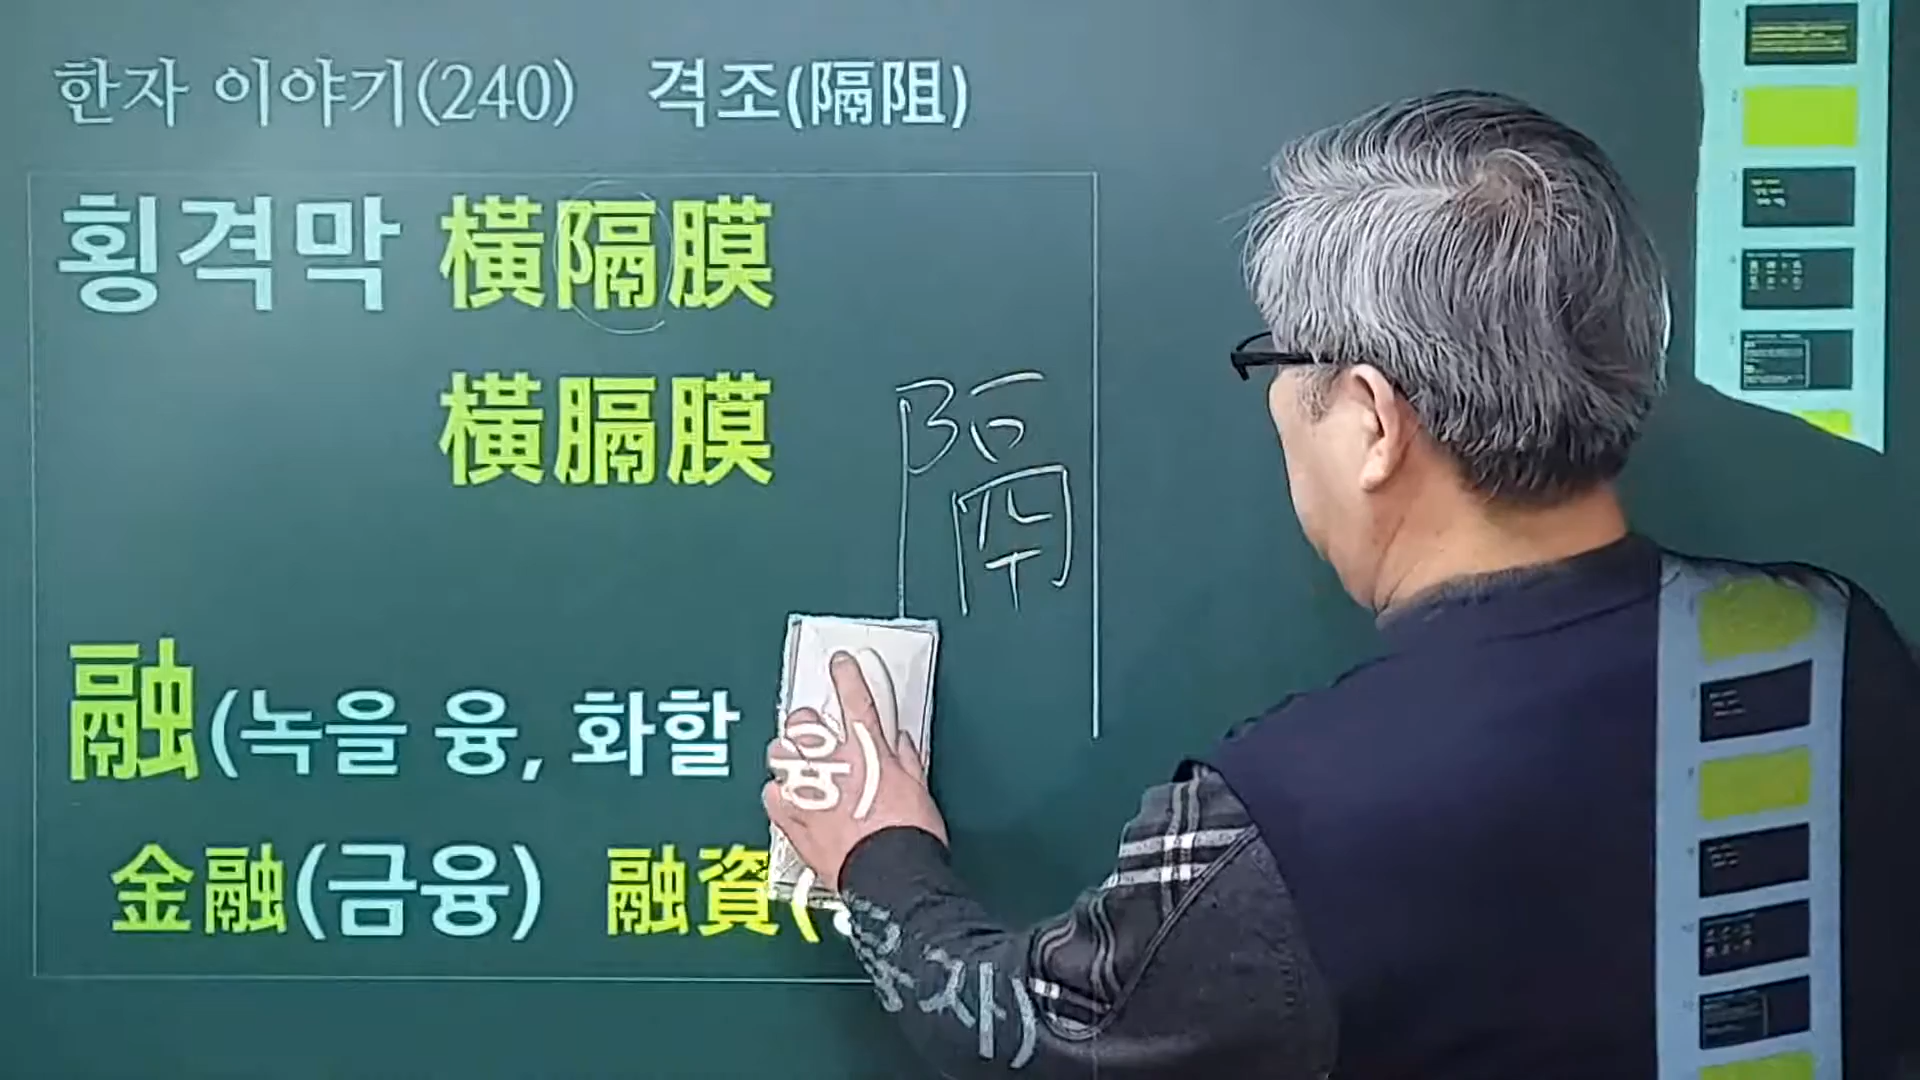 한자 이야기(240) 격조(隔阻)
횡격막 橫隔膜
橫膈膜
隔
融(녹을 융, 화할 융)
金融(금융) 融資(융자)